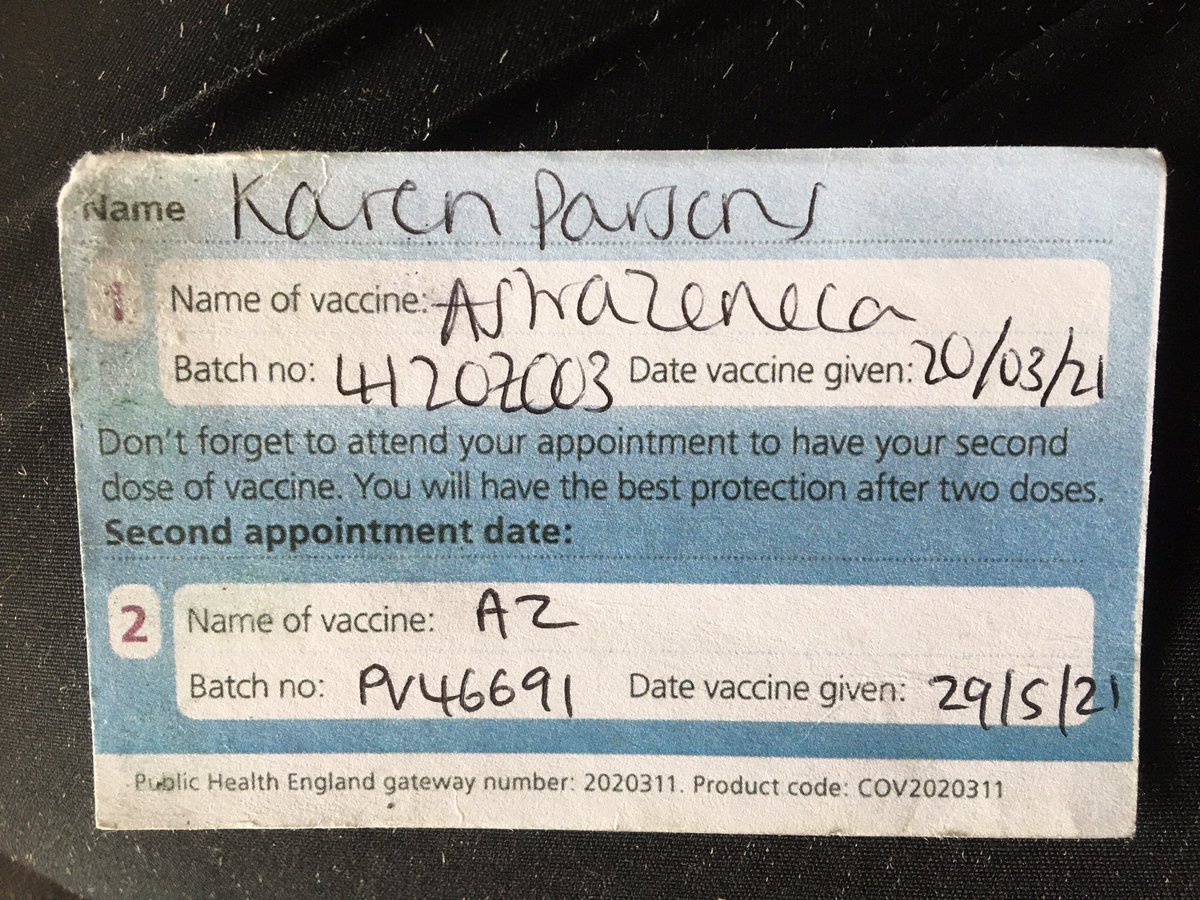 Name Karen Parsons
1 Name of vaccine: AstraZeneca
Batch no: 4120Z003 Date vaccine given: 20/03/21
Don't forget to attend your appointment to have your second
dose of vaccine. You will have the best protection after two doses.
Second appointment date:
2 Name of vaccine: AZ
Batch no: PV46691 Date vaccine given: 29/5/21
Public Health England gateway number: 2020311. Product code: COV2020311